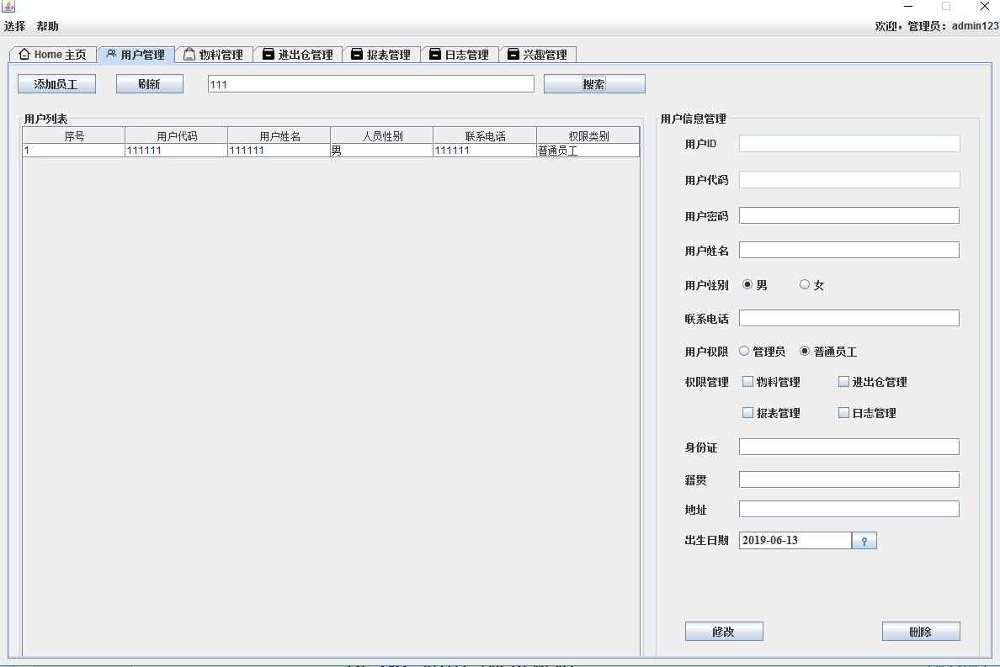 选择 帮助 欢迎，管理员：admin123
Home 主页 用户管理 物料管理 进出仓管理 报表管理 日志管理 兴趣管理
添加员工 刷新 111 搜索
用户列表
序号 用户代码 用户姓名 人员性别 联系电话 权限类别
1 111111 111111 男 111111 普通员工
用户信息管理
用户ID
用户代码
用户密码
用户姓名
用户性别 男 女
联系电话
用户权限 管理员 普通员工
权限管理 物料管理 进出仓管理
报表管理 日志管理
身份证
籍贯
地址
出生日期 2019-06-13
修改 删除